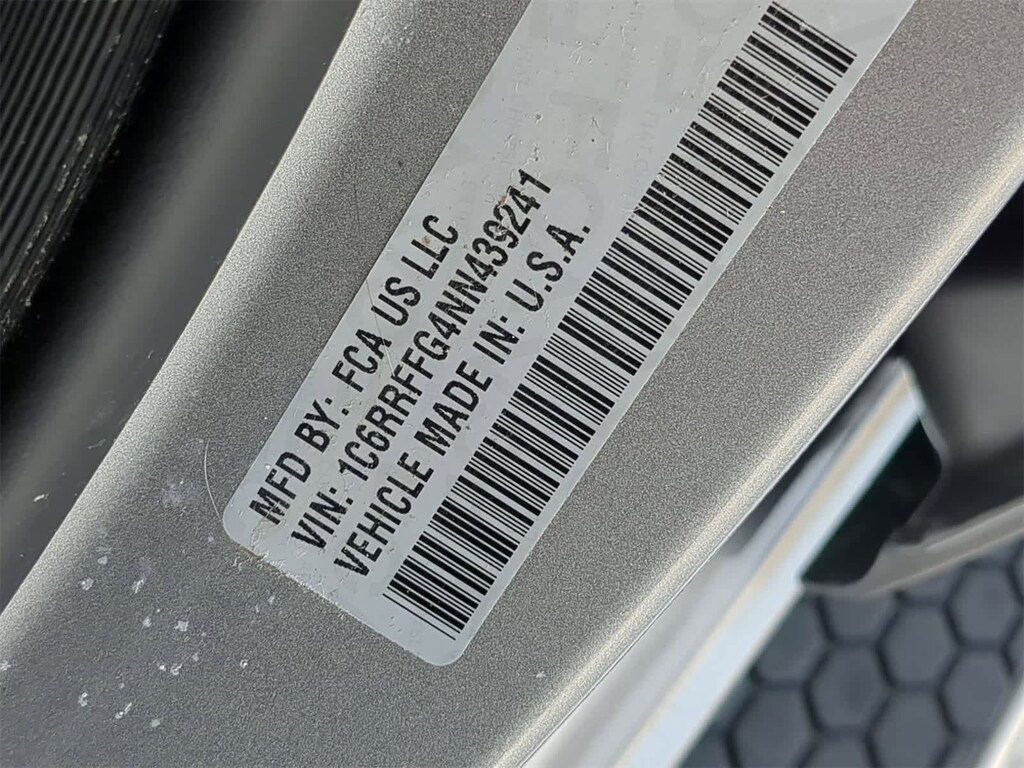 MFD BY: FCA US LLC
VIN: 1C6RRFFG4NN439241
VEHICLE MADE IN: U.S.A.